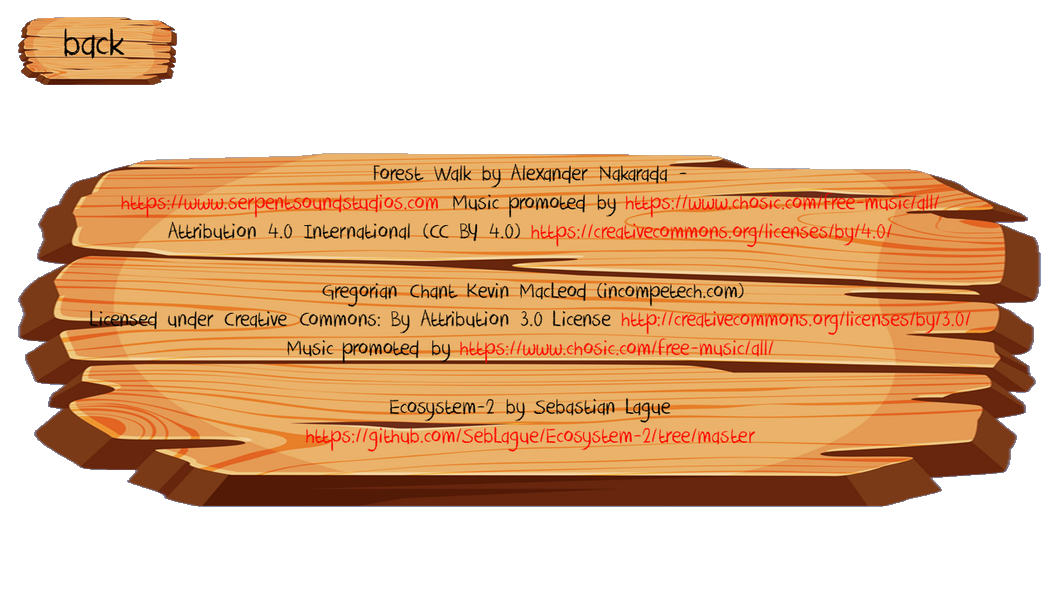 back
Forest Walk by Alexander Nakarada -
https://www.serpentsoundstudios.com Music promoted by https://www.chosic.com/free-music/all/
Attribution 4.0 International (CC BY 4.0) https://creativecommons.org/licenses/by/4.0/
Gregorian Chant Kevin MacLeod (incompetech.com)
Licensed under Creative Commons: By Attribution 3.0 License http://creativecommons.org/licenses/by/3.0/
Music promoted by https://www.chosic.com/free-music/all/
Ecosystem-2 by Sebastian Lague
https://github.com/SebLague/Ecosystem-2/tree/master